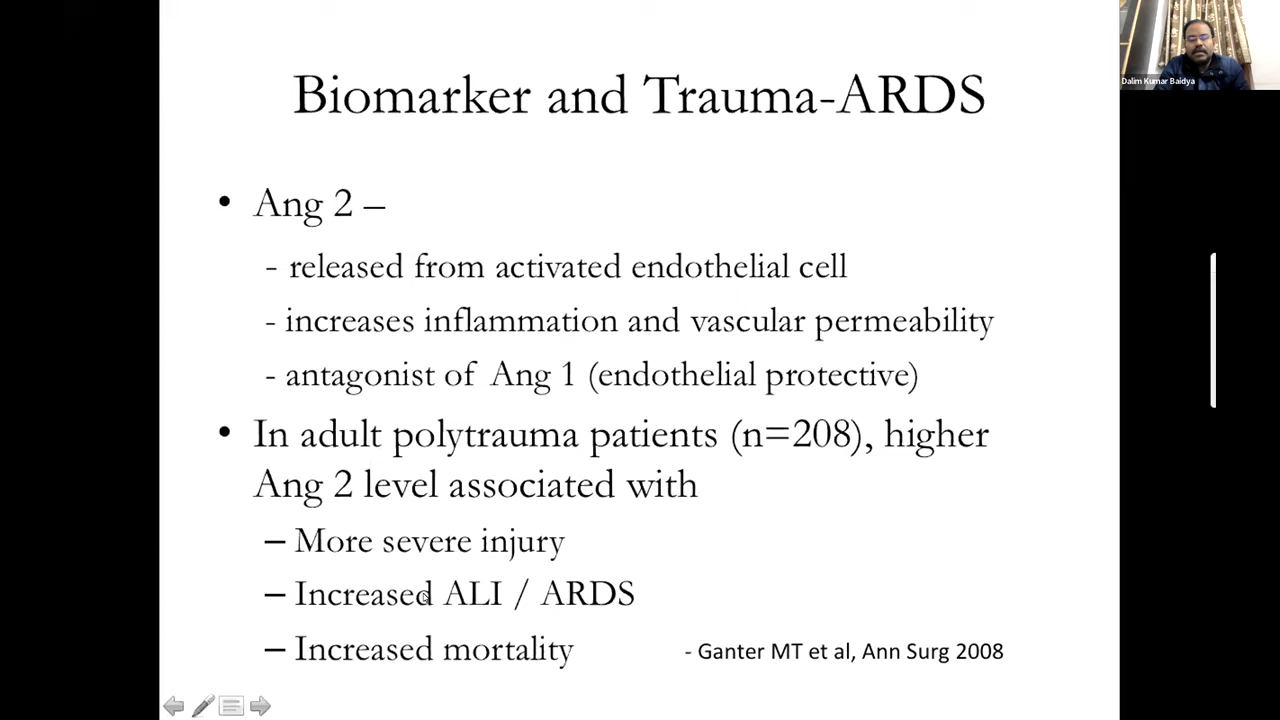 Biomarker and Trauma-ARDS
Dalim Kumar Baidya
• Ang 2 –
- released from activated endothelial cell
- increases inflammation and vascular permeability
- antagonist of Ang 1 (endothelial protective)
• In adult polytrauma patients (n=208), higher
Ang 2 level associated with
– More severe injury
– Increased ALI / ARDS
– Increased mortality
- Ganter MT et al, Ann Surg 2008